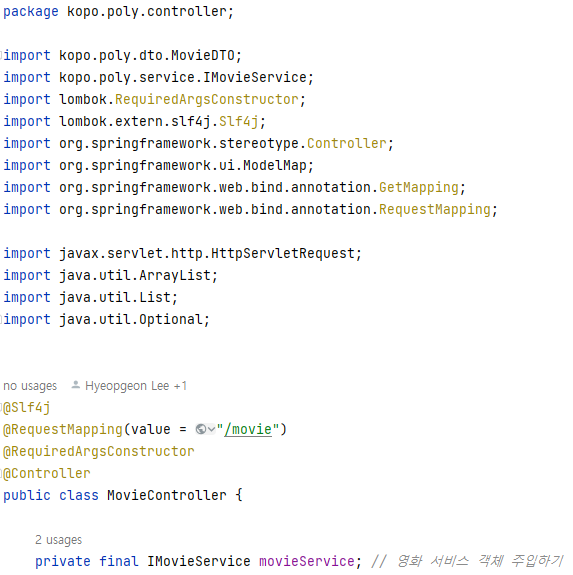 package kopo.poly.controller;
import kopo.poly.dto.MovieDTO;
import kopo.poly.service.IMovieService;
import lombok.RequiredArgsConstructor;
import lombok.extern.slf4j.Slf4j;
import org.springframework.stereotype.Controller;
import org.springframework.ui.ModelMap;
import org.springframework.web.bind.annotation.GetMapping;
import org.springframework.web.bind.annotation.RequestMapping;
import javax.servlet.http.HttpServletRequest;
import java.util.ArrayList;
import java.util.List;
import java.util.Optional;
no usages Hyeopgeon Lee +1
@Slf4j
@RequestMapping(value = "/movie")
@RequiredArgsConstructor
@Controller
public class MovieController {
2 usages
private final IMovieService movieService; // 영화 서비스 객체 주입하기